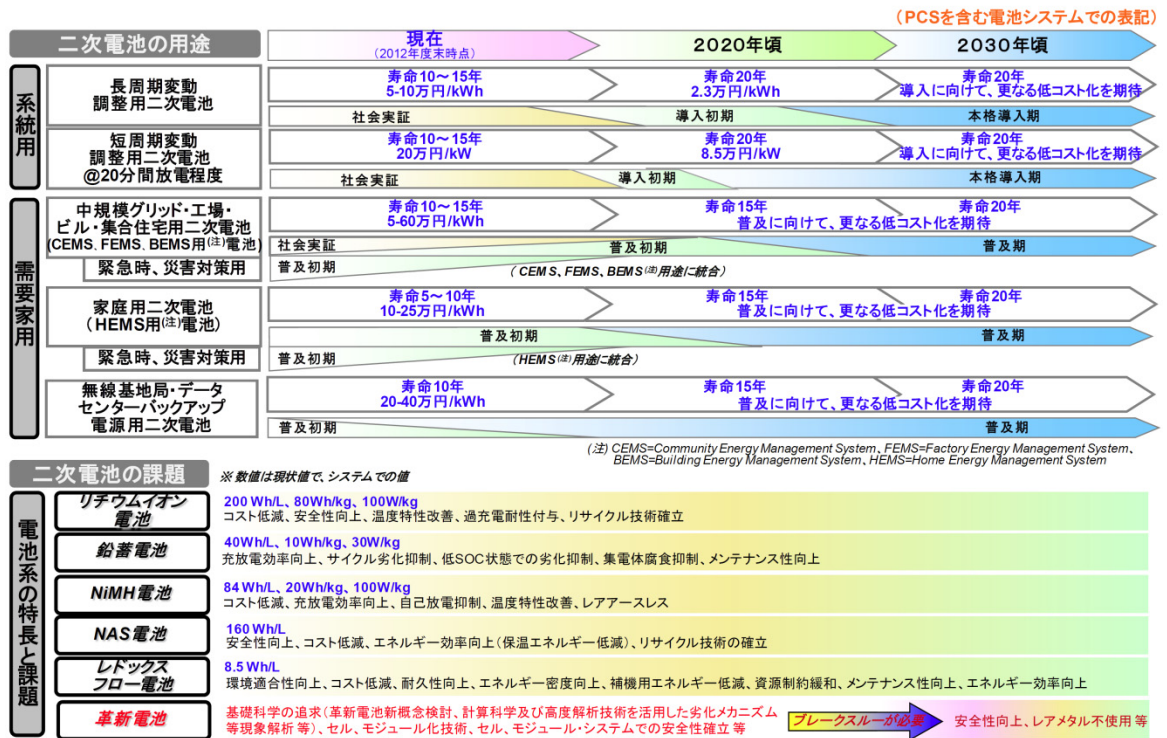 (PCSを含む電池システムでの表記)
二次電池の用途
現在
(2012年度末時点)
2020年頃
2030年頃
系統用
長周期変動
調整用二次電池
寿命10～15年
5-10万円/kWh
寿命20年
2.3万円/kWh
寿命20年
導入に向けて、更なる低コスト化を期待
社会実証
導入初期
本格導入期
短周期変動
調整用二次電池
@20分間放電程度
寿命10～15年
20万円/kW
寿命20年
8.5万円/kW
寿命20年
導入に向けて、更なる低コスト化を期待
社会実証
導入初期
本格導入期
需要家用
中規模グリッド・工場・
ビル・集合住宅用二次電池
(CEMS、FEMS、BEMS用(注)電池)
寿命10～15年
5-60万円/kWh
寿命15年
寿命20年
普及に向けて、更なる低コスト化を期待
社会実証
普及初期
普及期
緊急時、災害対策用
普及初期
(CEMS、FEMS、BEMS(注)用途に統合)
家庭用二次電池
(HEMS用(注)電池)
寿命5～10年
10-25万円/kWh
寿命15年
寿命20年
普及に向けて、更なる低コスト化を期待
普及初期
普及期
緊急時、災害対策用
普及初期
(HEMS(注)用途に統合)
無線基地局・データ
センターバックアップ
電源用二次電池
寿命10年
20-40万円/kWh
寿命15年
寿命20年
普及に向けて、更なる低コスト化を期待
普及初期
普及期
(注) CEMS=Community Energy Management System、FEMS=Factory Energy Management System、
BEMS=Building Energy Management System、HEMS=Home Energy Management System
二次電池の課題
※ 数値は現状値で、システムでの値
電池系の特長と課題
リチウムイオン
電池
200 Wh/L、80Wh/kg、100W/kg
コスト低減、安全性向上、温度特性改善、過充電耐性付与、リサイクル技術確立
鉛蓄電池
40Wh/L、10Wh/kg、30W/kg
充放電効率向上、サイクル劣化抑制、低SOC状態での劣化抑制、集電体腐食抑制、メンテナンス性向上
NiMH電池
84 Wh/L、20Wh/kg、100W/kg
コスト低減、充放電効率向上、自己放電抑制、温度特性改善、レアアースレス
NAS電池
160 Wh/L
安全性向上、コスト低減、エネルギー効率向上(保温エネルギー低減)、リサイクル技術の確立
レドックス
フロー電池
8.5 Wh/L
環境適合性向上、コスト低減、耐久性向上、エネルギー密度向上、補機用エネルギー低減、資源制約緩和、メンテナンス性向上、エネルギー効率向上
革新電池
基礎科学の追求(革新電池新概念検討、計算科学及び高度解析技術を活用した劣化メカニズム
等現象解析 等)、セル、モジュール化技術、セル、モジュール・システムでの安全性確立 等
ブレークスルーが必要
安全性向上、レアメタル不使用 等